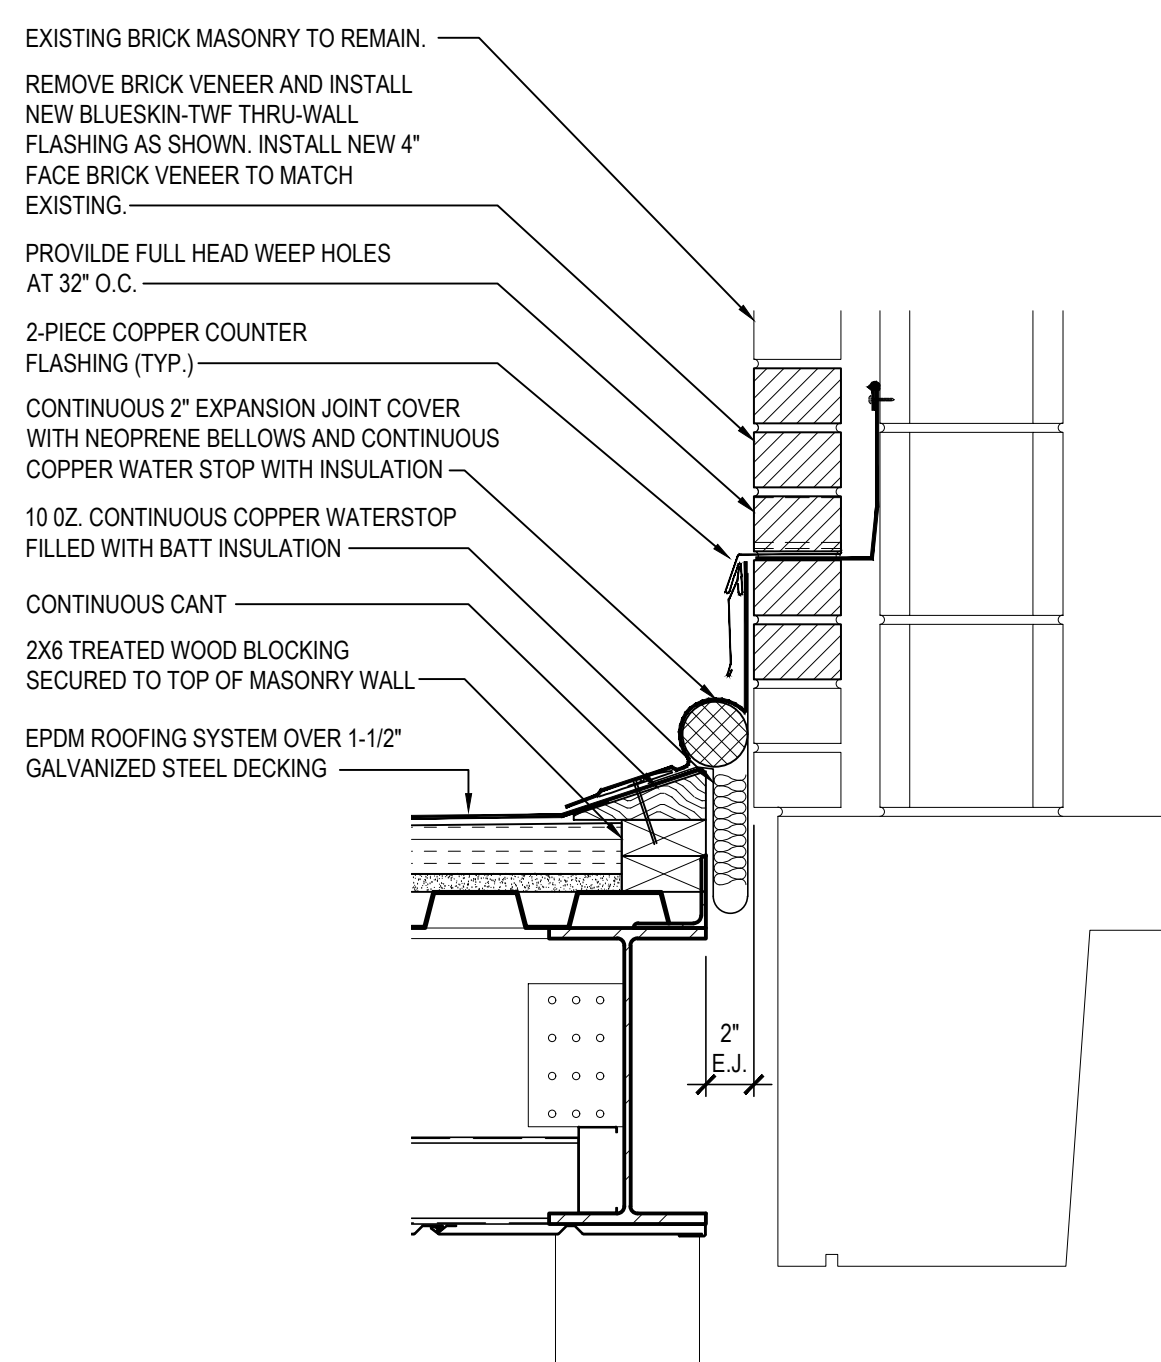 EXISTING BRICK MASONRY TO REMAIN.
REMOVE BRICK VENEER AND INSTALL
NEW BLUESKIN-TWF THRU-WALL
FLASHING AS SHOWN. INSTALL NEW 4"
FACE BRICK VENEER TO MATCH
EXISTING.
PROVILDE FULL HEAD WEEP HOLES
AT 32" O.C.
2-PIECE COPPER COUNTER
FLASHING (TYP.)
CONTINUOUS 2" EXPANSION JOINT COVER
WITH NEOPRENE BELLOWS AND CONTINUOUS
COPPER WATER STOP WITH INSULATION
10 0Z. CONTINUOUS COPPER WATERSTOP
FILLED WITH BATT INSULATION
CONTINUOUS CANT
2X6 TREATED WOOD BLOCKING
SECURED TO TOP OF MASONRY WALL
EPDM ROOFING SYSTEM OVER 1-1/2"
GALVANIZED STEEL DECKING
2"
E.J.